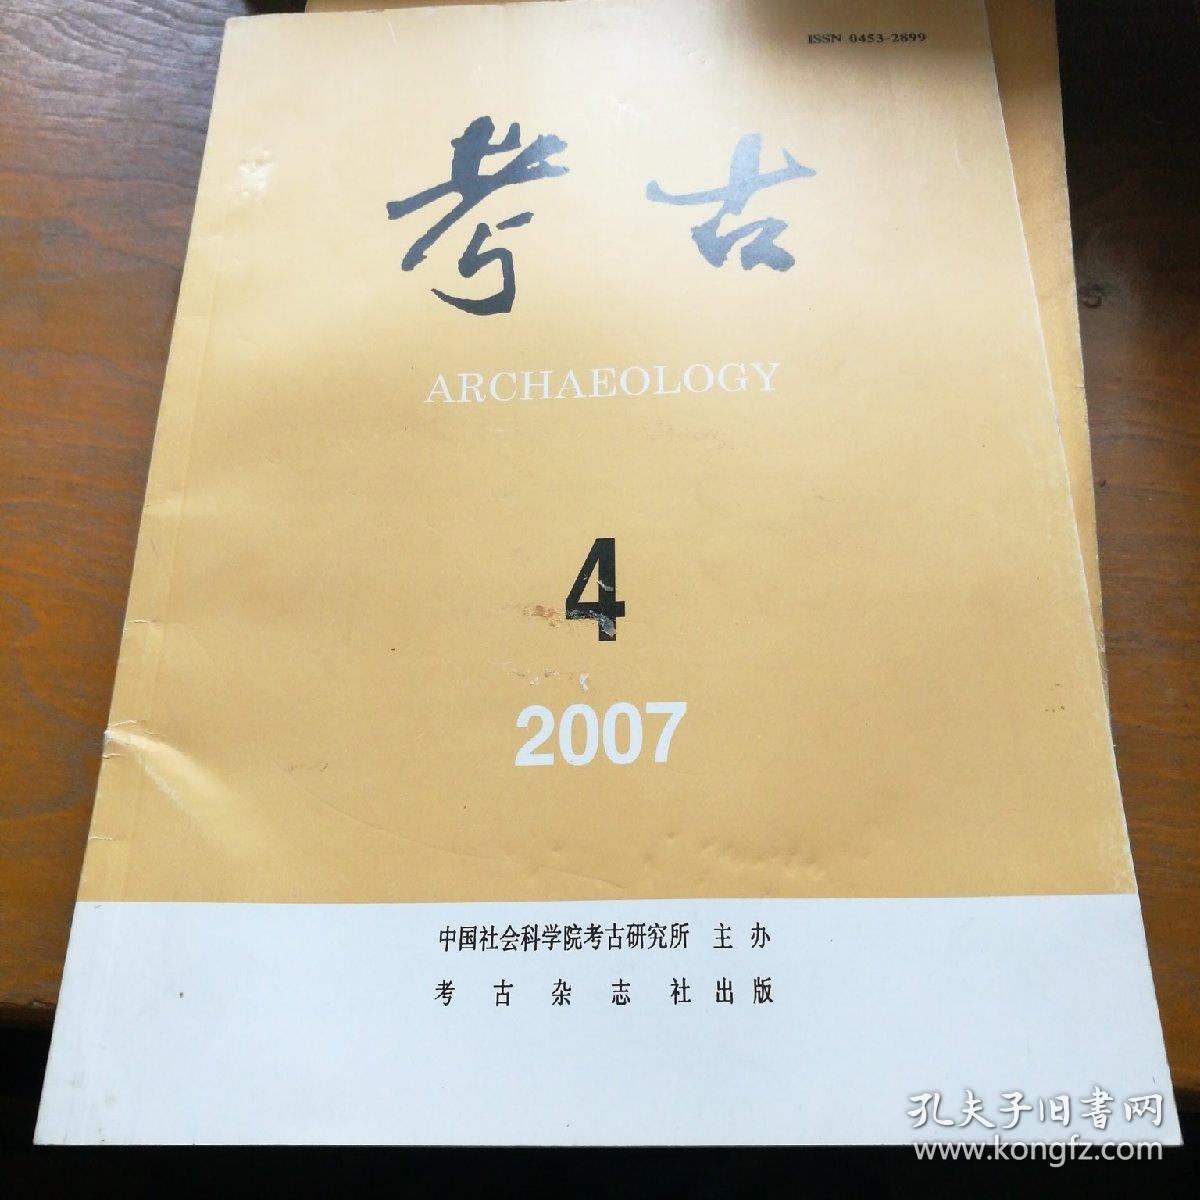 ISSN 0453-2899
考古
ARCHAEOLOGY
4
2007
中国社会科学院考古研究所 主办
考古杂志社出版
孔夫子旧书网
www.kongfz.com